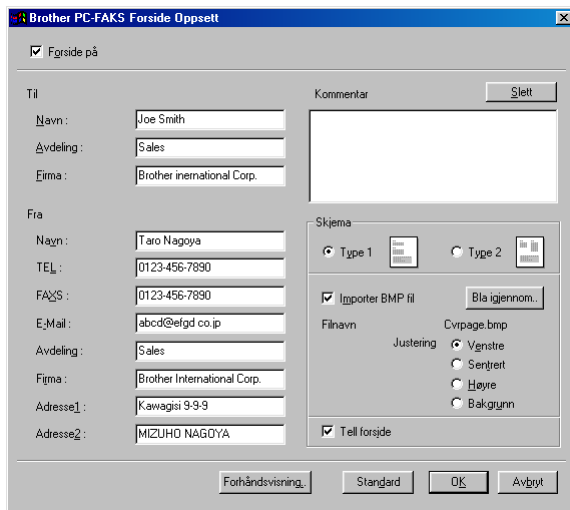 Brother PC-FAKS Forside Oppsett
Forside på
Til
Navn :
Joe Smith
Avdeling :
Sales
Firma :
Brother inernational Corp.
Kommentar
Slett
Fra
Navn :
Taro Nagoya
TEL :
0123-456-7890
FAXS :
0123-456-7890
E-Mail :
abcd@efgd co.jp
Avdeling :
Sales
Firma :
Brother International Corp.
Adresse1 :
Kawagisi 9-9-9
Adresse2 :
MIZUHO NAGOYA
Skjema
Type 1
Type 2
Importer BMP fil
Bla igjennom..
Filnavn
Cvrpage.bmp
Justering
Venstre
Sentrert
Høyre
Bakgrunn
Tell forside
Forhåndsvisning..
Standard
OK
Avbryt